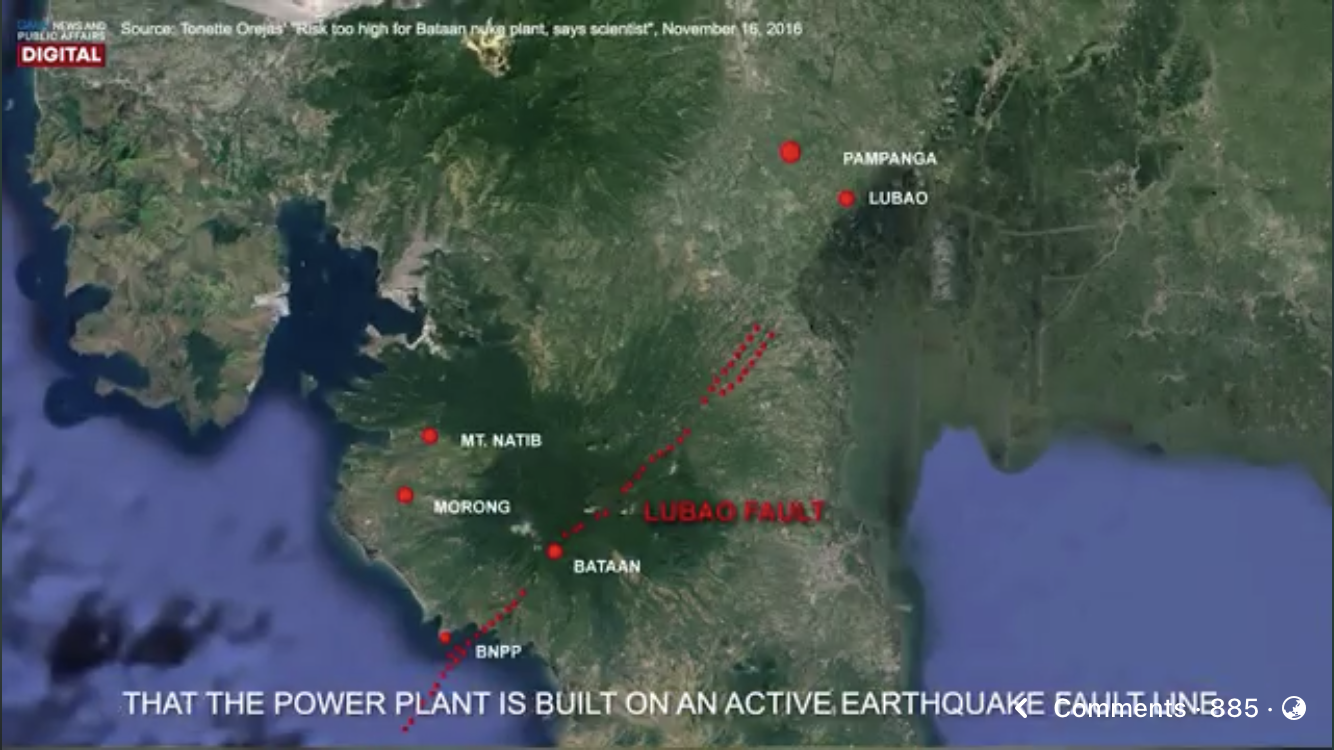 GMA NEWS AND
PUBLIC AFFAIRS
DIGITAL
Source: Tonette Orejas' "Risk too high for Bataan nuke plant, says scientist", November 16, 2016
PAMPANGA
LUBAO
MT. NATIB
MORONG
LUBAO FAULT
BATAAN
BNPP
THAT THE POWER PLANT IS BUILT ON AN ACTIVE EARTHQUAKE FAULT LINE
Comments · 885 ·